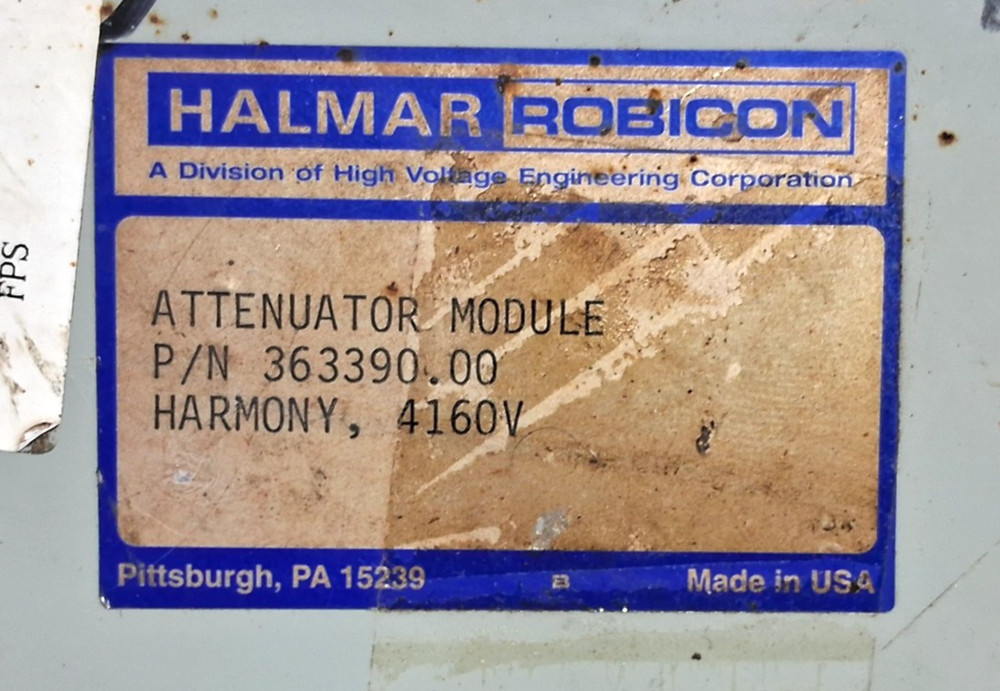 FPS
HALMAR ROBICON
A Division of High Voltage Engineering Corporation
ATTENUATOR MODULE
P/N 363390.00
HARMONY, 4160V
Pittsburgh, PA 15239
B
Made in USA